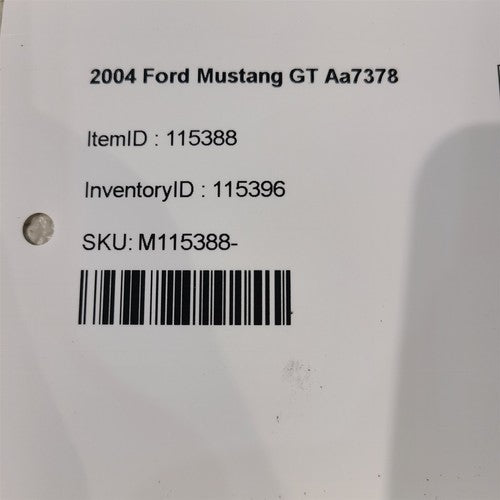 2004 Ford Mustang GT Aa7378
ItemID : 115388
InventoryID : 115396
SKU: M115388-